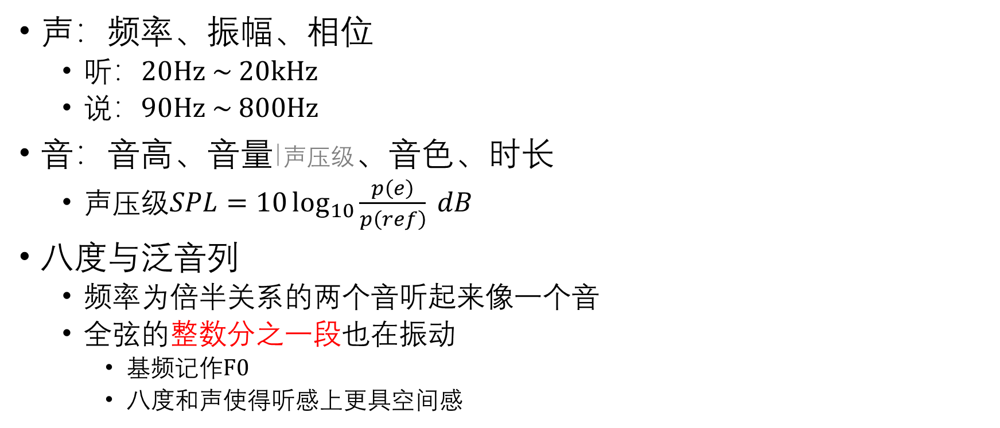 • 声：频率、振幅、相位
• 听：20Hz ~ 20kHz
• 说：90Hz ~ 800Hz
• 音：音高、音量|声压级、音色、时长
• 声压级SPL = 10 log₁₀ p(e)/p(ref) dB
• 八度与泛音列
• 频率为倍半关系的两个音听起来像一个音
• 全弦的整数分之一段也在振动
• 基频记作F0
• 八度和声使得听感上更具空间感